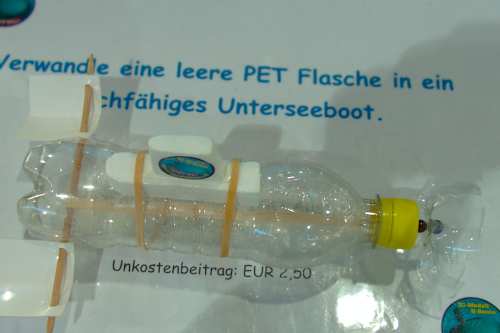 Verwandle eine leere PET Flasche in ein
chfähiges Unterseeboot.
Unkostenbeitrag: EUR 2,50